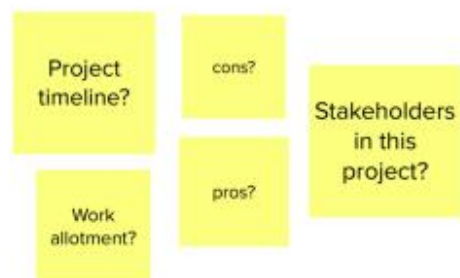 Project
timeline?
cons?
Stakeholders
in this
project?
pros?
Work
allotment?